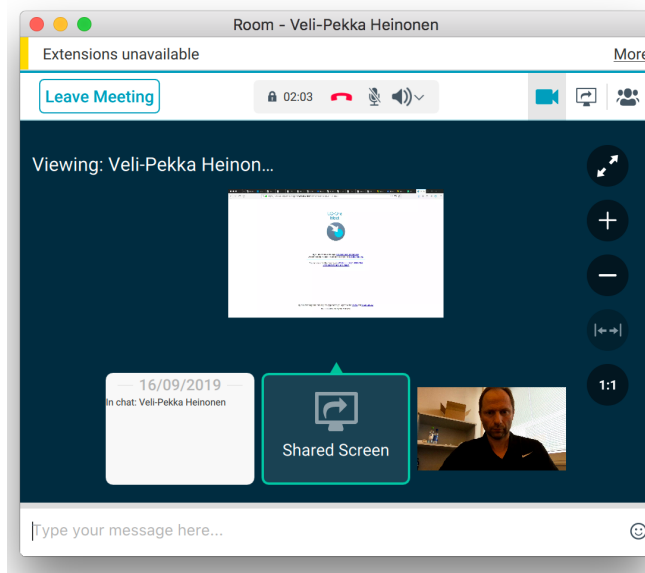 Room - Veli-Pekka Heinonen
Extensions unavailable
More
Leave Meeting
02:03
Viewing: Veli-Pekka Heinon...
16/09/2019
In chat: Veli-Pekka Heinonen
Shared Screen
1:1
Type your message here...